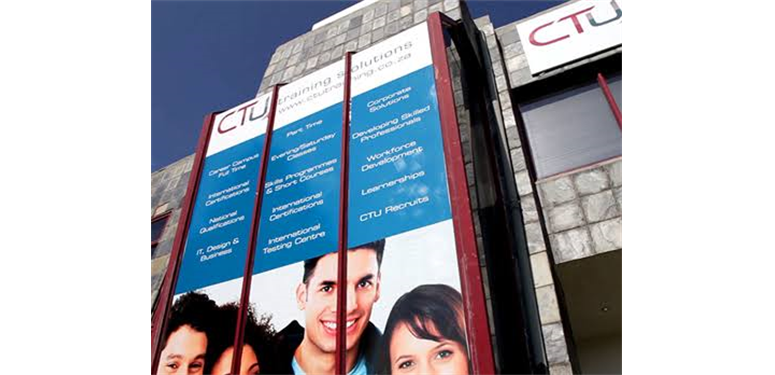 CTU
CTU training solutions
www.ctutraining.co.za
Career Campus
Full Time
International
Certifications
National
Qualifications
IT, Design &
Business
Part Time
Evening/Saturday
Classes
Skills Programmes
& Short Courses
International
Certifications
International
Testing Centre
Corporate
Solutions
Developing Skilled
Professionals
Workforce
Development
Learnerships
CTU Recruits